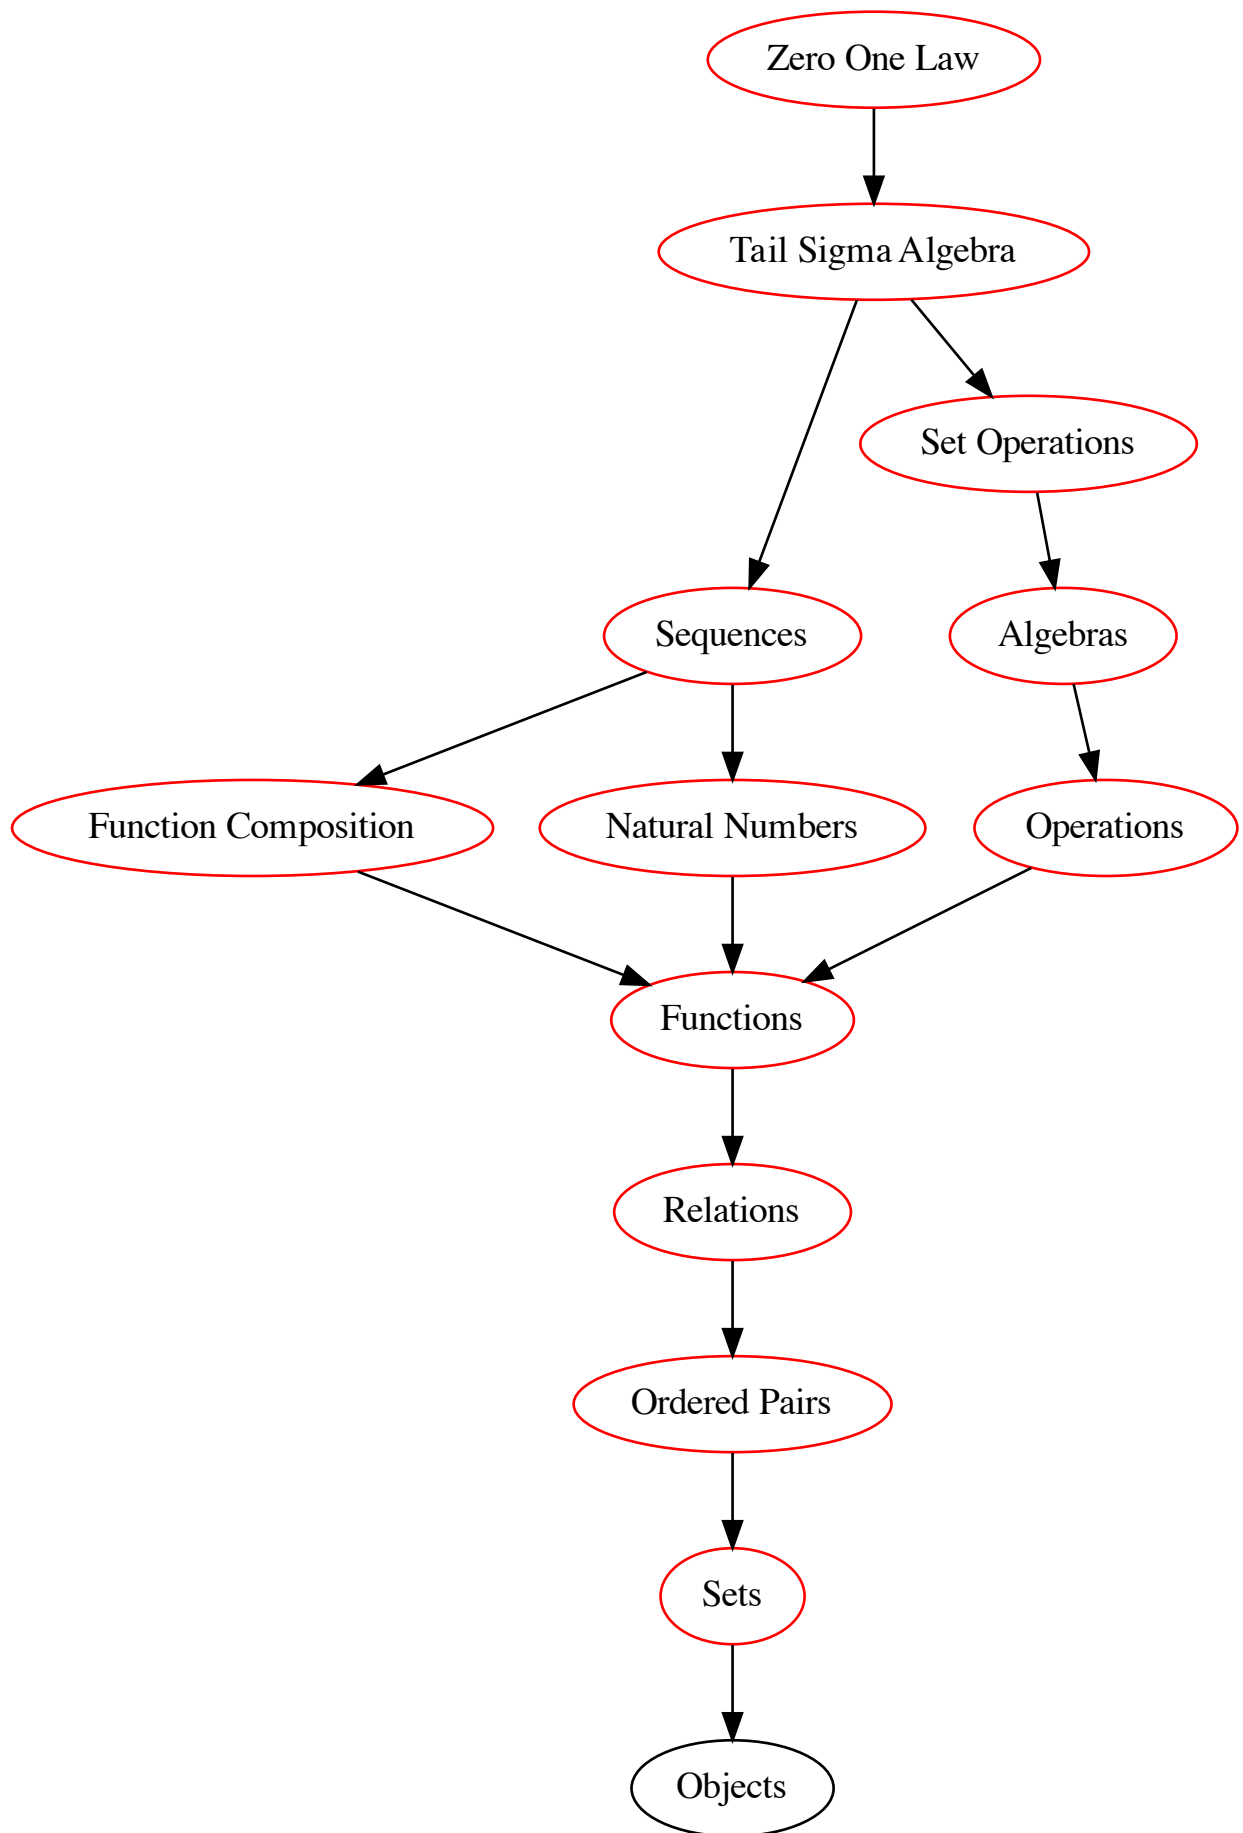 Zero One Law
Tail Sigma Algebra
Set Operations
Sequences
Algebras
Function Composition
Natural Numbers
Operations
Functions
Relations
Ordered Pairs
Sets
Objects